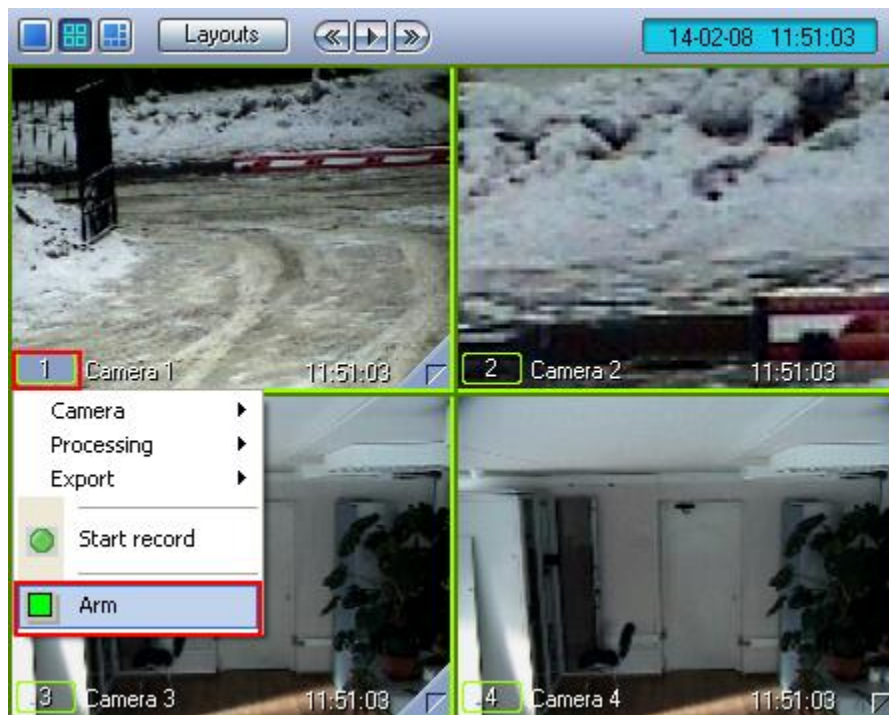 Layouts
14-02-08 11:51:03
1 Camera 1 11:51:03
2 Camera 2 11:51:03
Camera
Processing
Export
Start record
Arm
3 Camera 3 11:51:03
4 Camera 4 11:51:03